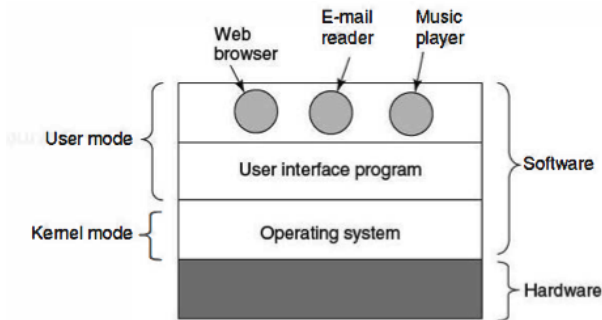 Web
browser
E-mail
reader
Music
player
User mode
User interface program
Software
Kernel mode
Operating system
Hardware